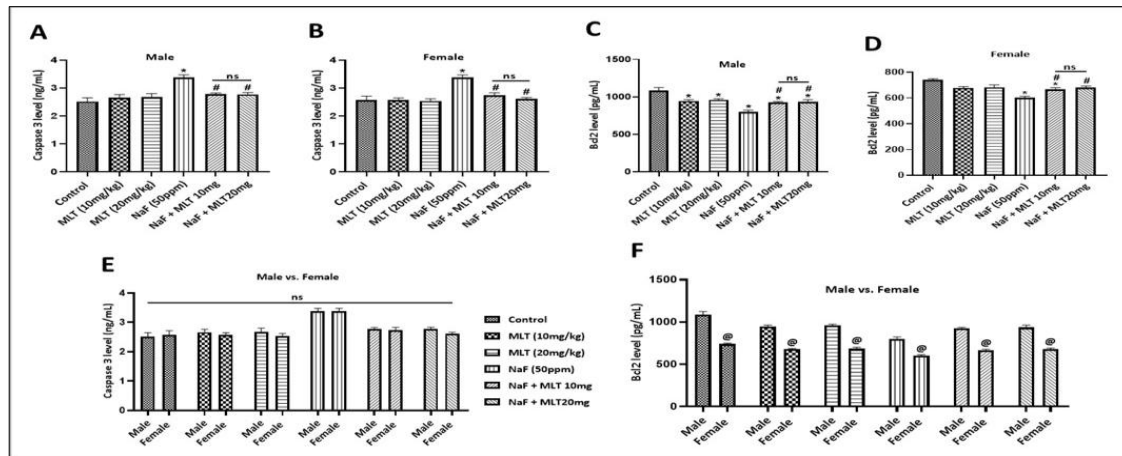 A
Male
Caspase 3 level (ng/mL)
4
3
2
1
0
*
#
#
ns
Control
MLT (10mg/kg)
MLT (20mg/kg)
NaF (50ppm)
NaF + MLT 10mg
NaF + MLT20mg
B
Female
Caspase 3 level (ng/mL)
4
3
2
1
0
*
#
#
ns
Control
MLT (10mg/kg)
MLT (20mg/kg)
NaF (50ppm)
NaF + MLT 10mg
NaF + MLT20mg
C
Male
Bcl2 level (pg/mL)
1500
1000
500
0
*
*
*
#
*
#
*
ns
Control
MLT (10mg/kg)
MLT (20mg/kg)
NaF (50ppm)
NaF + MLT 10mg
NaF + MLT20mg
D
Female
Bcl2 level (pg/mL)
800
600
400
200
0
*
#
*
#
ns
Control
MLT (10mg/kg)
MLT (20mg/kg)
NaF (50ppm)
NaF + MLT 10mg
NaF + MLT20mg
E
Male vs. Female
Caspase 3 level (ng/mL)
4
3
2
1
0
ns
Male
Female
Male
Female
Male
Female
Male
Female
Male
Female
Male
Female
Control
MLT (10mg/kg)
MLT (20mg/kg)
NaF (50ppm)
NaF + MLT 10mg
NaF + MLT20mg
F
Male vs. Female
Bcl2 level (pg/mL)
1500
1000
500
0
@
@
@
@
@
@
Male
Female
Male
Female
Male
Female
Male
Female
Male
Female
Male
Female